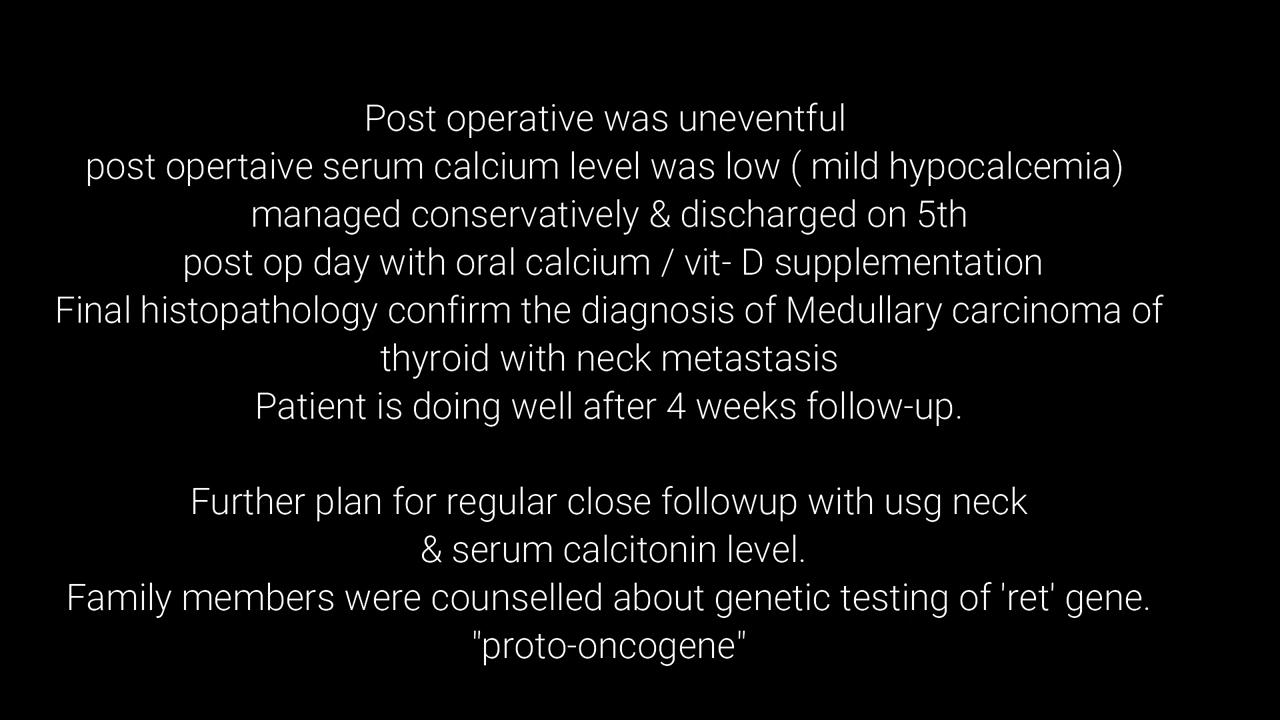 Post operative was uneventful
post opertaive serum calcium level was low ( mild hypocalcemia)
managed conservatively & discharged on 5th
post op day with oral calcium / vit- D supplementation
Final histopathology confirm the diagnosis of Medullary carcinoma of
thyroid with neck metastasis
Patient is doing well after 4 weeks follow-up.
Further plan for regular close followup with usg neck
& serum calcitonin level.
Family members were counselled about genetic testing of 'ret' gene.
"proto-oncogene"